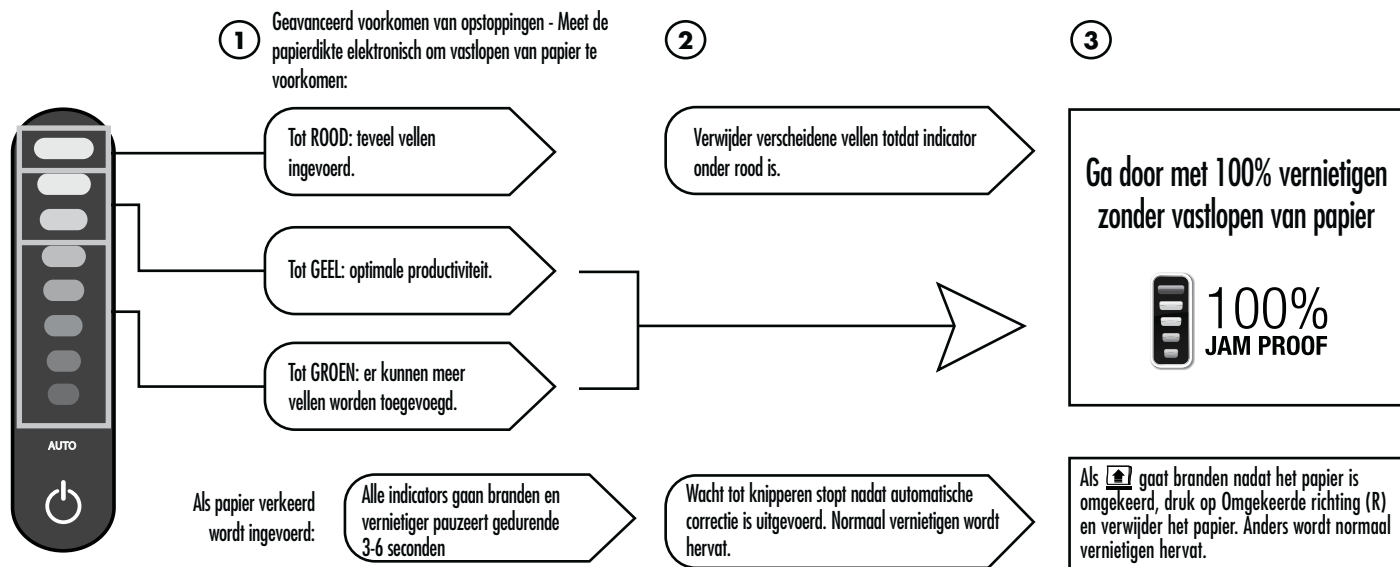 1
Geavanceerd voorkomen van opstoppingen - Meet de
papierdikte elektronisch om vastlopen van papier te
voorkomen:
2
3
Tot ROOD: teveel vellen
ingevoerd.
Verwijder verscheidene vellen totdat indicator
onder rood is.
Tot GEEL: optimale productiviteit.
Tot GROEN: er kunnen meer
vellen worden toegevoegd.
Ga door met 100% vernietigen
zonder vastlopen van papier
100%
JAM PROOF
AUTO
Als papier verkeerd
wordt ingevoerd:
Alle indicators gaan branden en
vernietiger pauzeert gedurende
3-6 seconden
Wacht tot knipperen stopt nadat automatische
correctie is uitgevoerd. Normaal vernietigen wordt
hervat.
Als gaat branden nadat het papier is
omgekeerd, druk op Omgekeerde richting (R)
en verwijder het papier. Anders wordt normaal
vernietigen hervat.